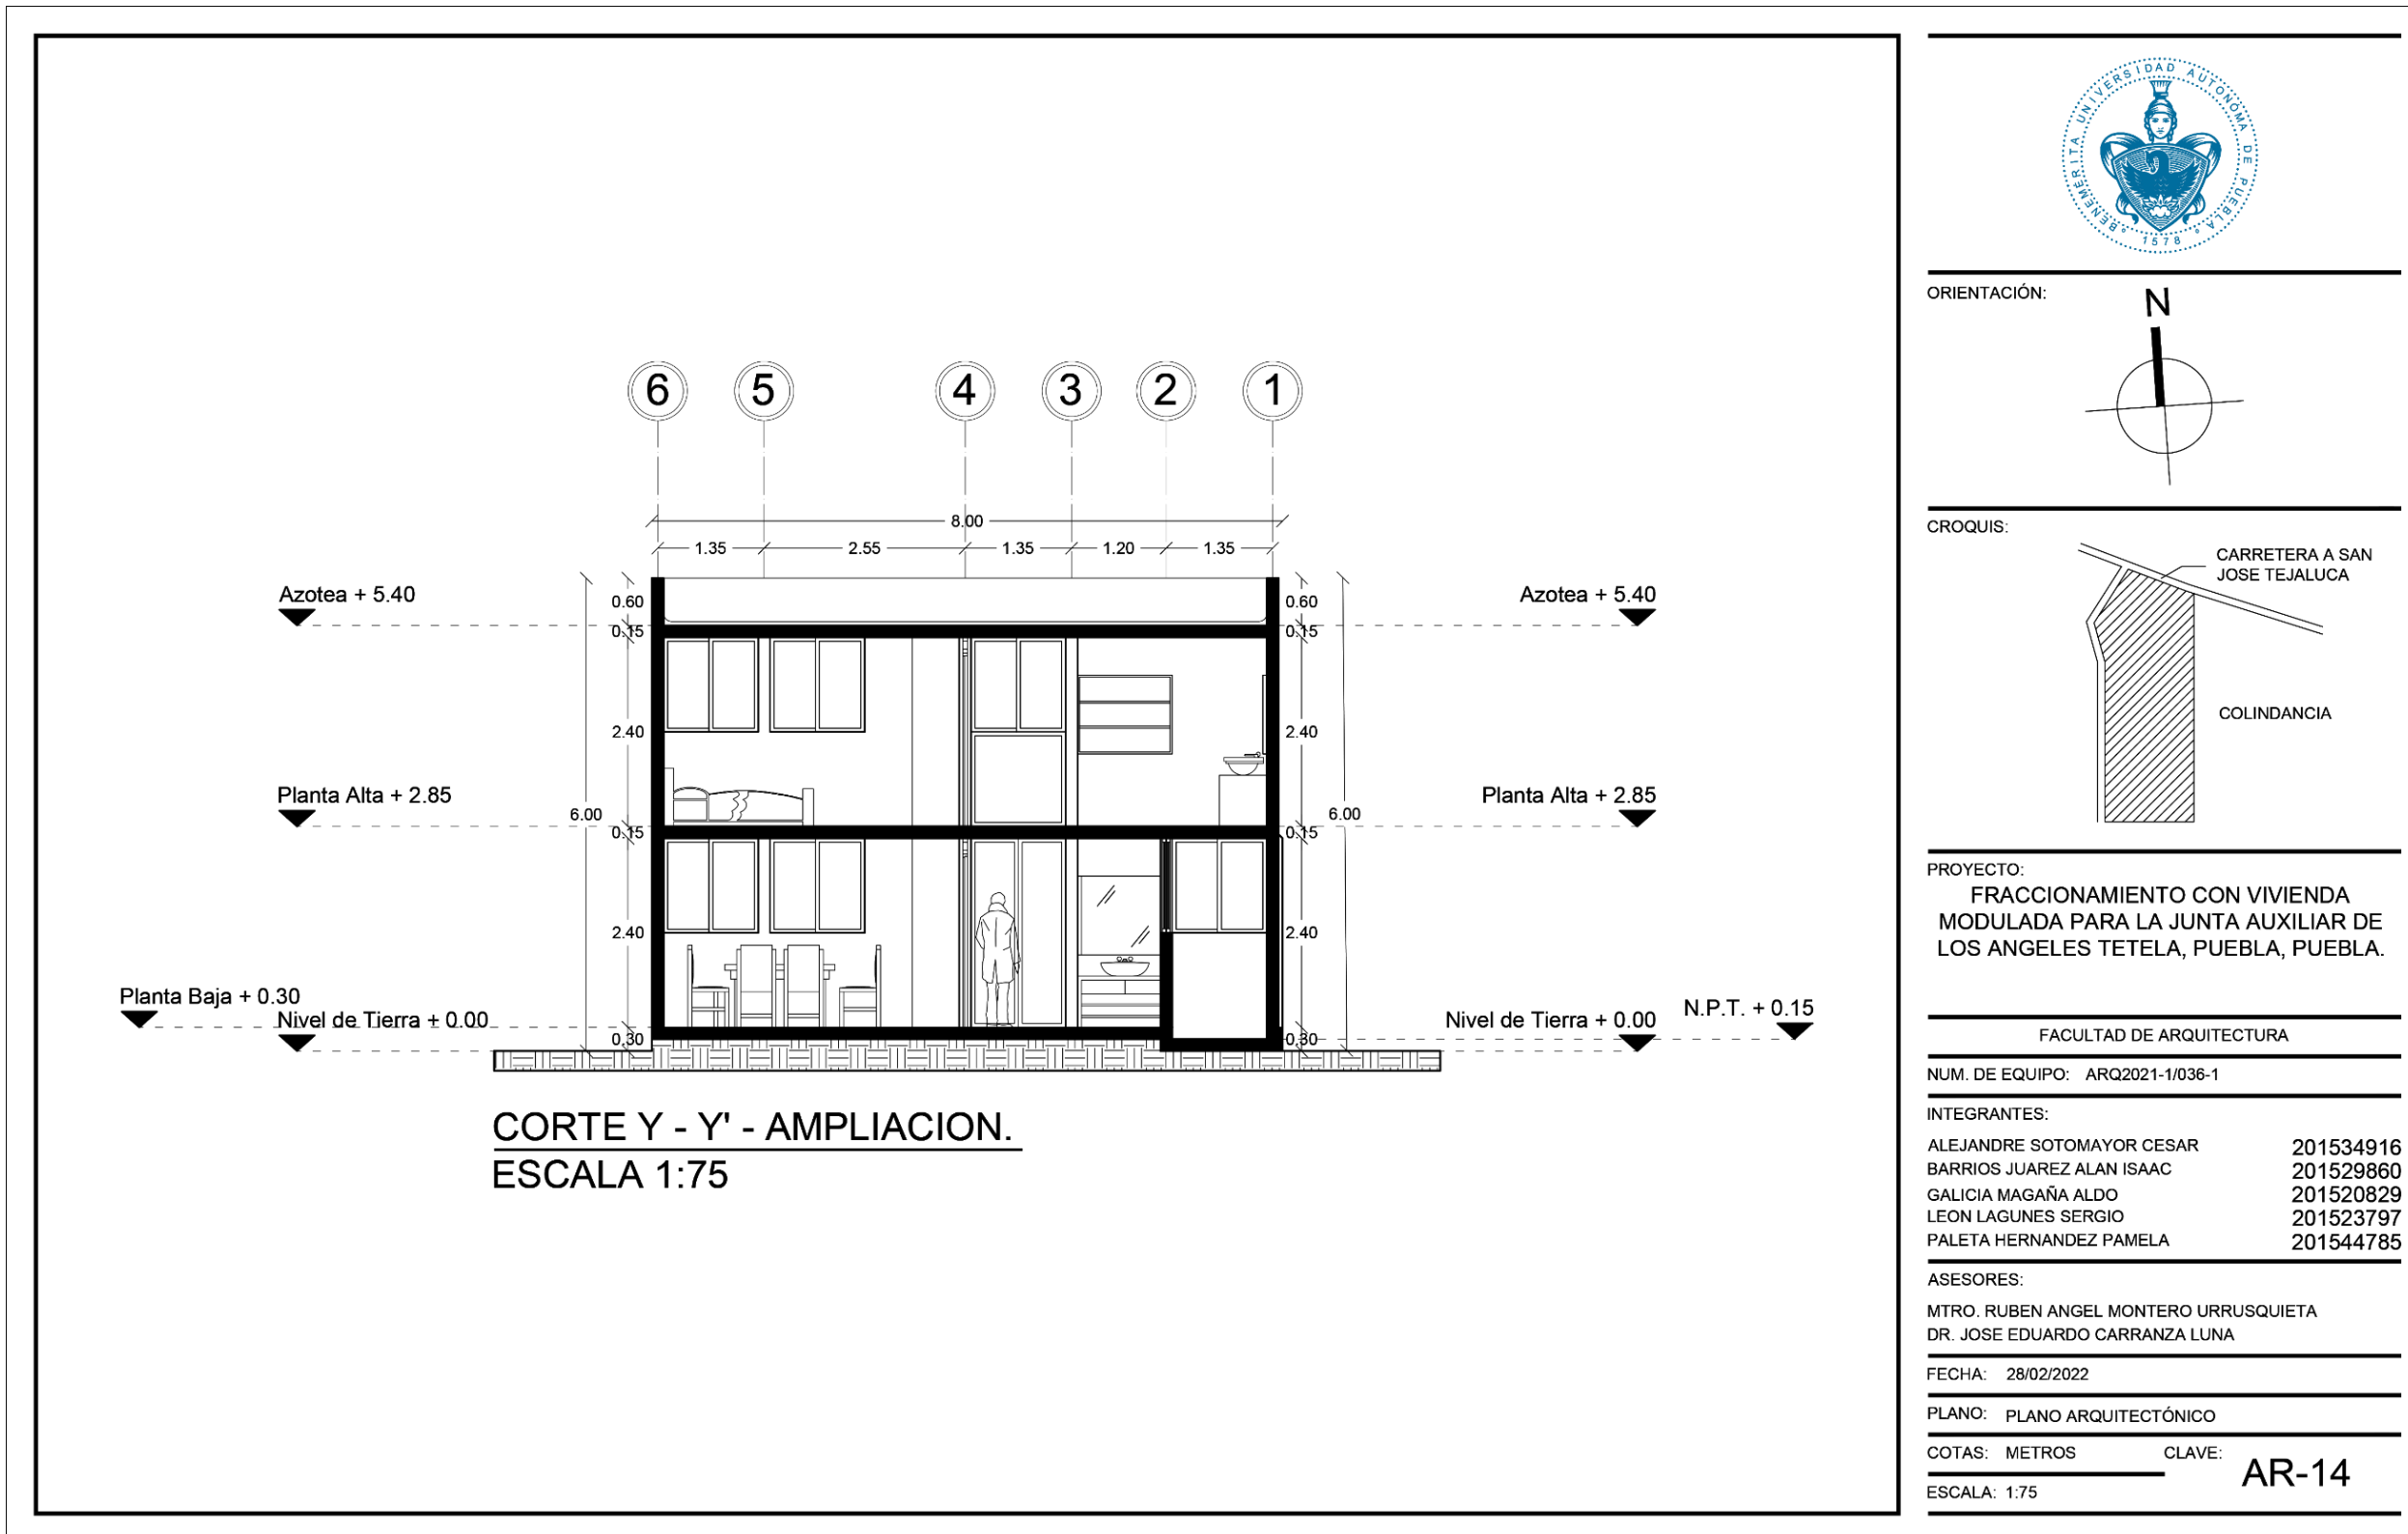 6 5 4 3 2 1
8.00
1.35 2.55 1.35 1.20 1.35
Azotea + 5.40
0.60
0.60
Azotea + 5.40
0.15
0.15
2.40
2.40
Planta Alta + 2.85
6.00
0.15
0.15
6.00
Planta Alta + 2.85
2.40
2.40
Planta Baja + 0.30
Nivel de Tierra + 0.00
0.30
0.30
Nivel de Tierra + 0.00
N.P.T. + 0.15
CORTE Y - Y' - AMPLIACION.
ESCALA 1:75
BENEMÉRITA UNIVERSIDAD AUTONÓMA DE PUEBLA
1578
ORIENTACIÓN:
N
CROQUIS:
CARRETERA A SAN
JOSE TEJALUCA
COLINDANCIA
PROYECTO:
FRACCIONAMIENTO CON VIVIENDA
MODULADA PARA LA JUNTA AUXILIAR DE
LOS ANGELES TETELA, PUEBLA, PUEBLA.
FACULTAD DE ARQUITECTURA
NUM. DE EQUIPO: ARQ2021-1/036-1
INTEGRANTES:
ALEJANDRE SOTOMAYOR CESAR 201534916
BARRIOS JUAREZ ALAN ISAAC 201529860
GALICIA MAGAÑA ALDO 201520829
LEON LAGUNES SERGIO 201523797
PALETA HERNANDEZ PAMELA 201544785
ASESORES:
MTRO. RUBEN ANGEL MONTERO URRUSQUIETA
DR. JOSE EDUARDO CARRANZA LUNA
FECHA: 28/02/2022
PLANO: PLANO ARQUITECTÓNICO
COTAS: METROS CLAVE: AR-14
ESCALA: 1:75